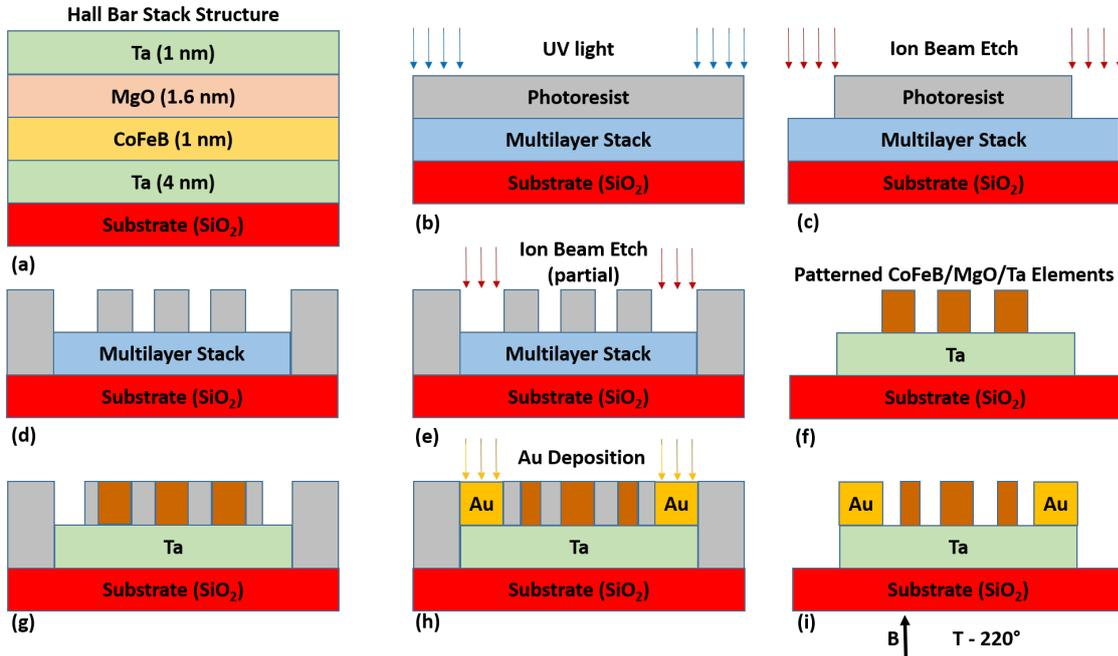 Hall Bar Stack Structure
Ta (1 nm)
MgO (1.6 nm)
CoFeB (1 nm)
Ta (4 nm)
Substrate (SiO₂)
(a)
UV light
Photoresist
Multilayer Stack
Substrate (SiO₂)
(b)
Ion Beam Etch
Photoresist
Multilayer Stack
Substrate (SiO₂)
(c)
Multilayer Stack
Substrate (SiO₂)
(d)
Ion Beam Etch
(partial)
Multilayer Stack
Substrate (SiO₂)
(e)
Patterned CoFeB/MgO/Ta Elements
Ta
Substrate (SiO₂)
(f)
Ta
Substrate (SiO₂)
(g)
Au Deposition
Au Au
Ta
Substrate (SiO₂)
(h)
Au Au
Ta
Substrate (SiO₂)
(i)
B T - 220°